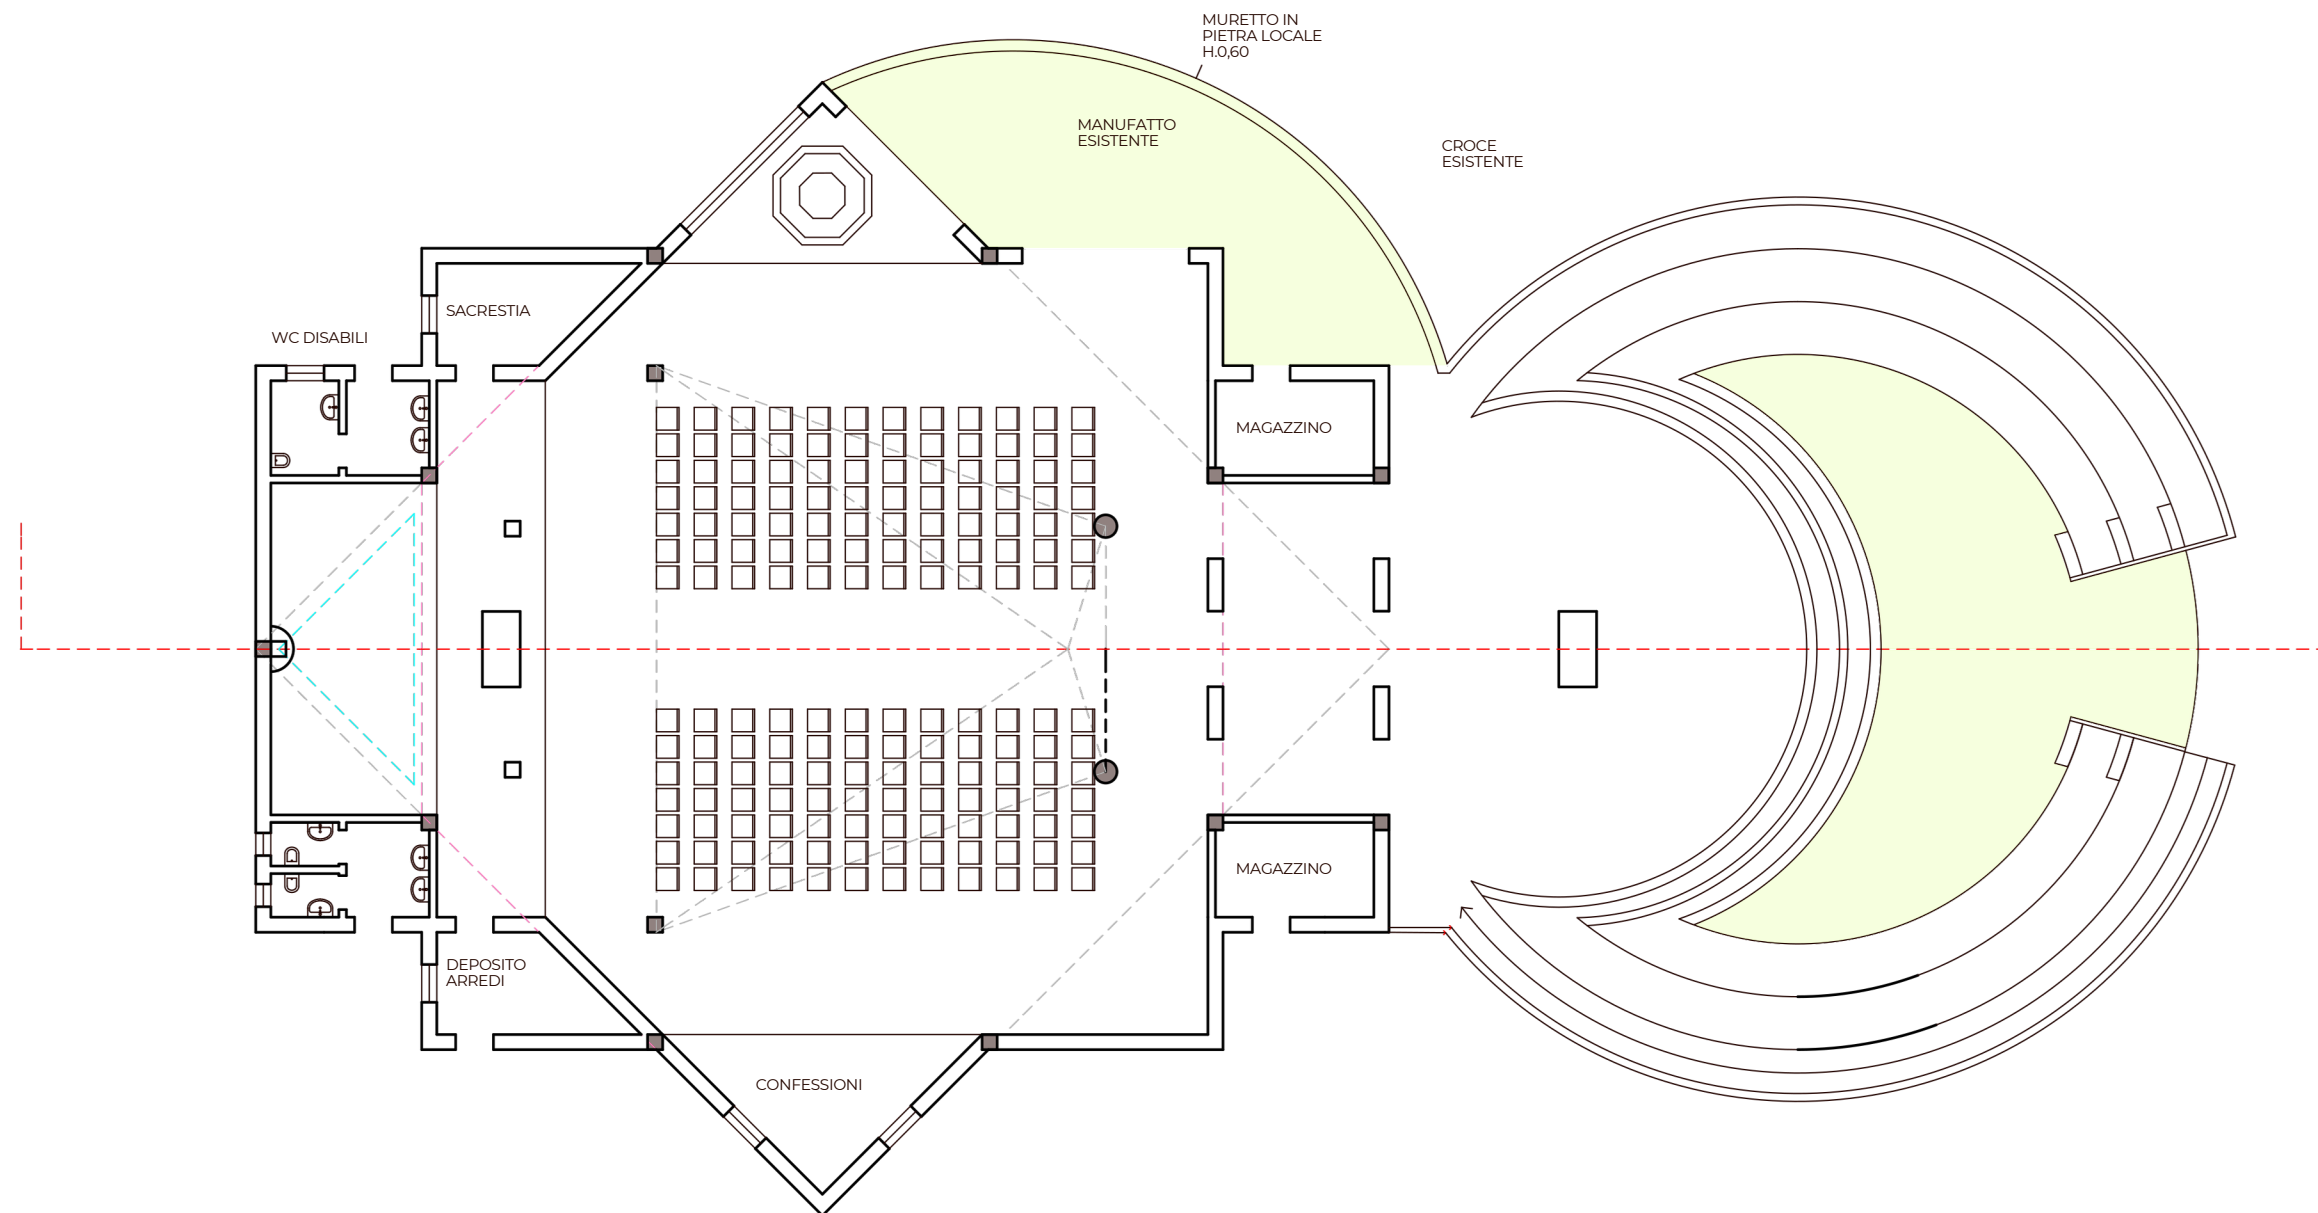 MURETTO IN
PIETRA LOCALE
H.0,60
MANUFATTO
ESISTENTE
CROCE
ESISTENTE
SACRESTIA
WC DISABILI
MAGAZZINO
MAGAZZINO
DEPOSITO
ARREDI
CONFESSIONI